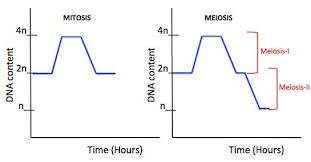 MITOSIS
4n
2n
n
DNA content
Time (Hours)
MEIOSIS
4n
2n
n
DNA content
Meiosis-I
Meiosis-II
Time (Hours)